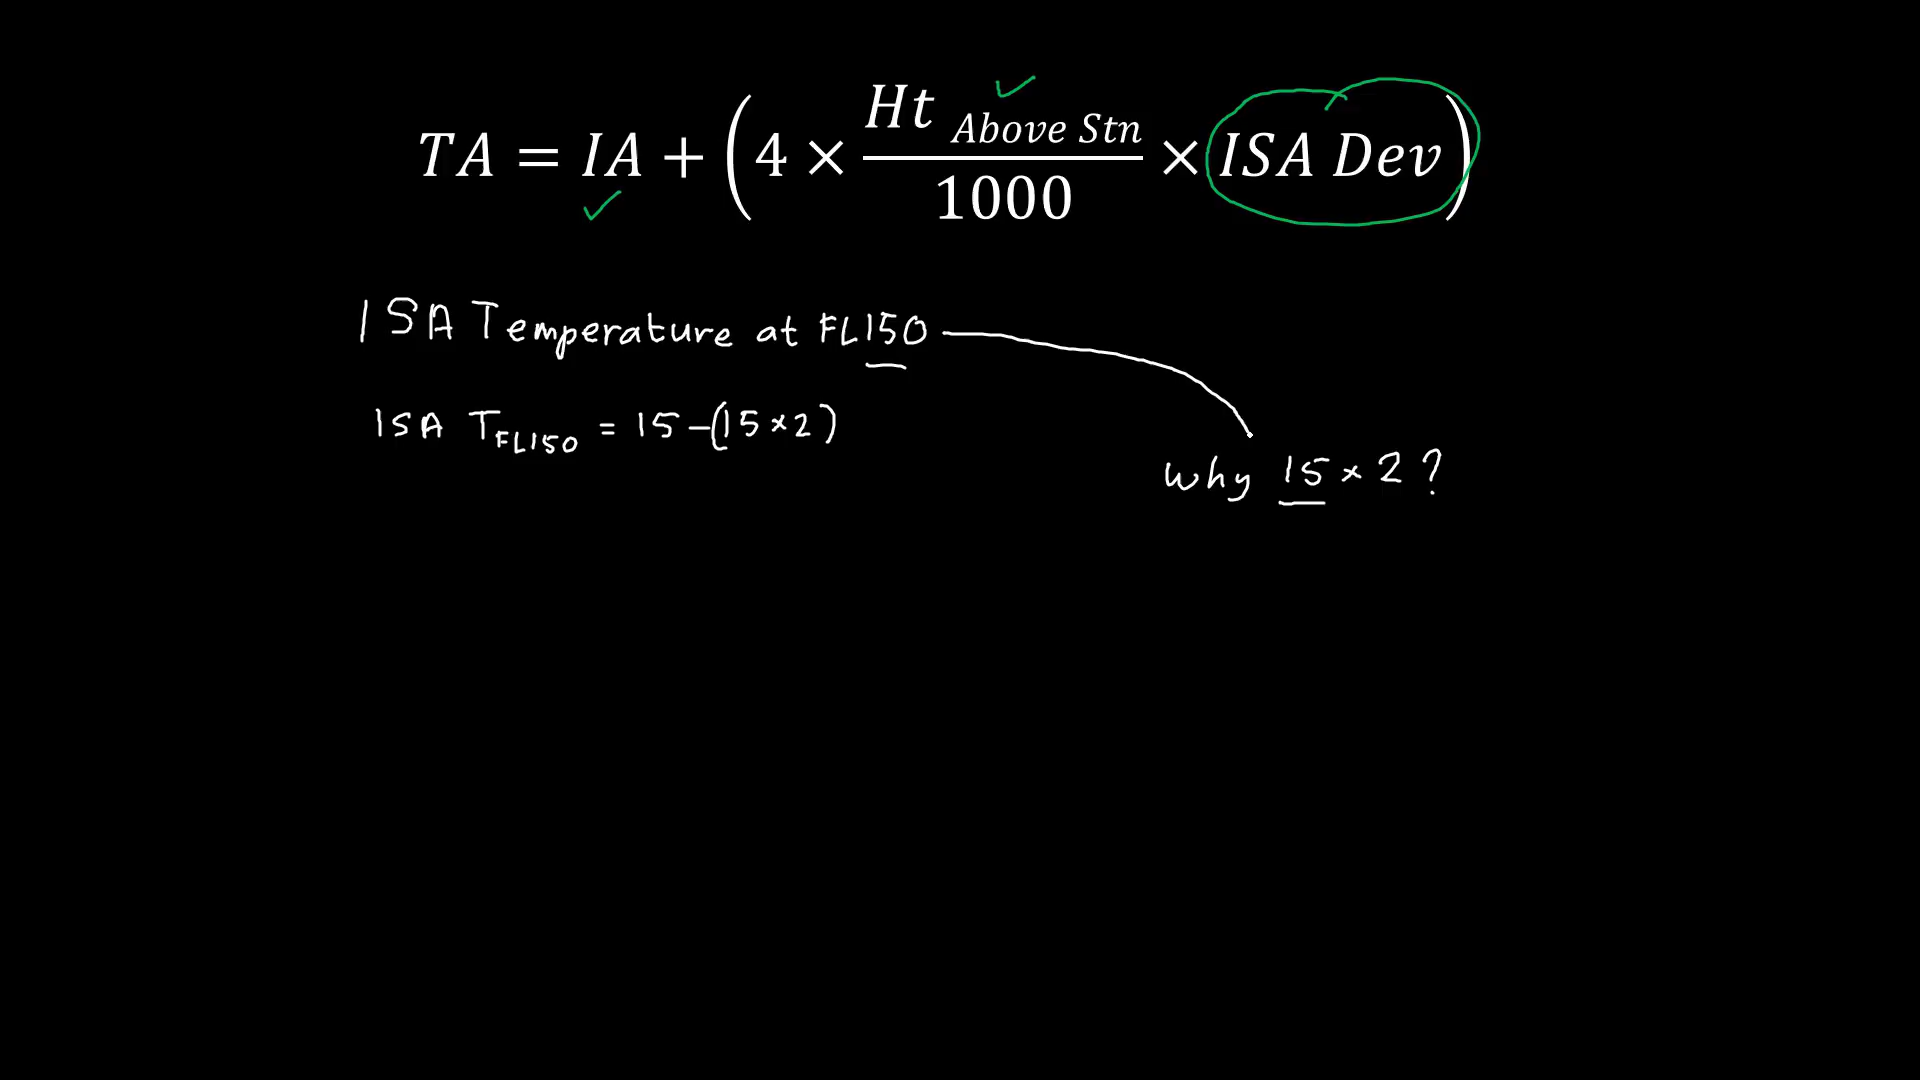 TA = IA + (4 × Ht Above Stn / 1000 × ISA Dev)
ISA Temperature at FL150
ISA T FL150 = 15 – (15 × 2)
Why 15 × 2 ?